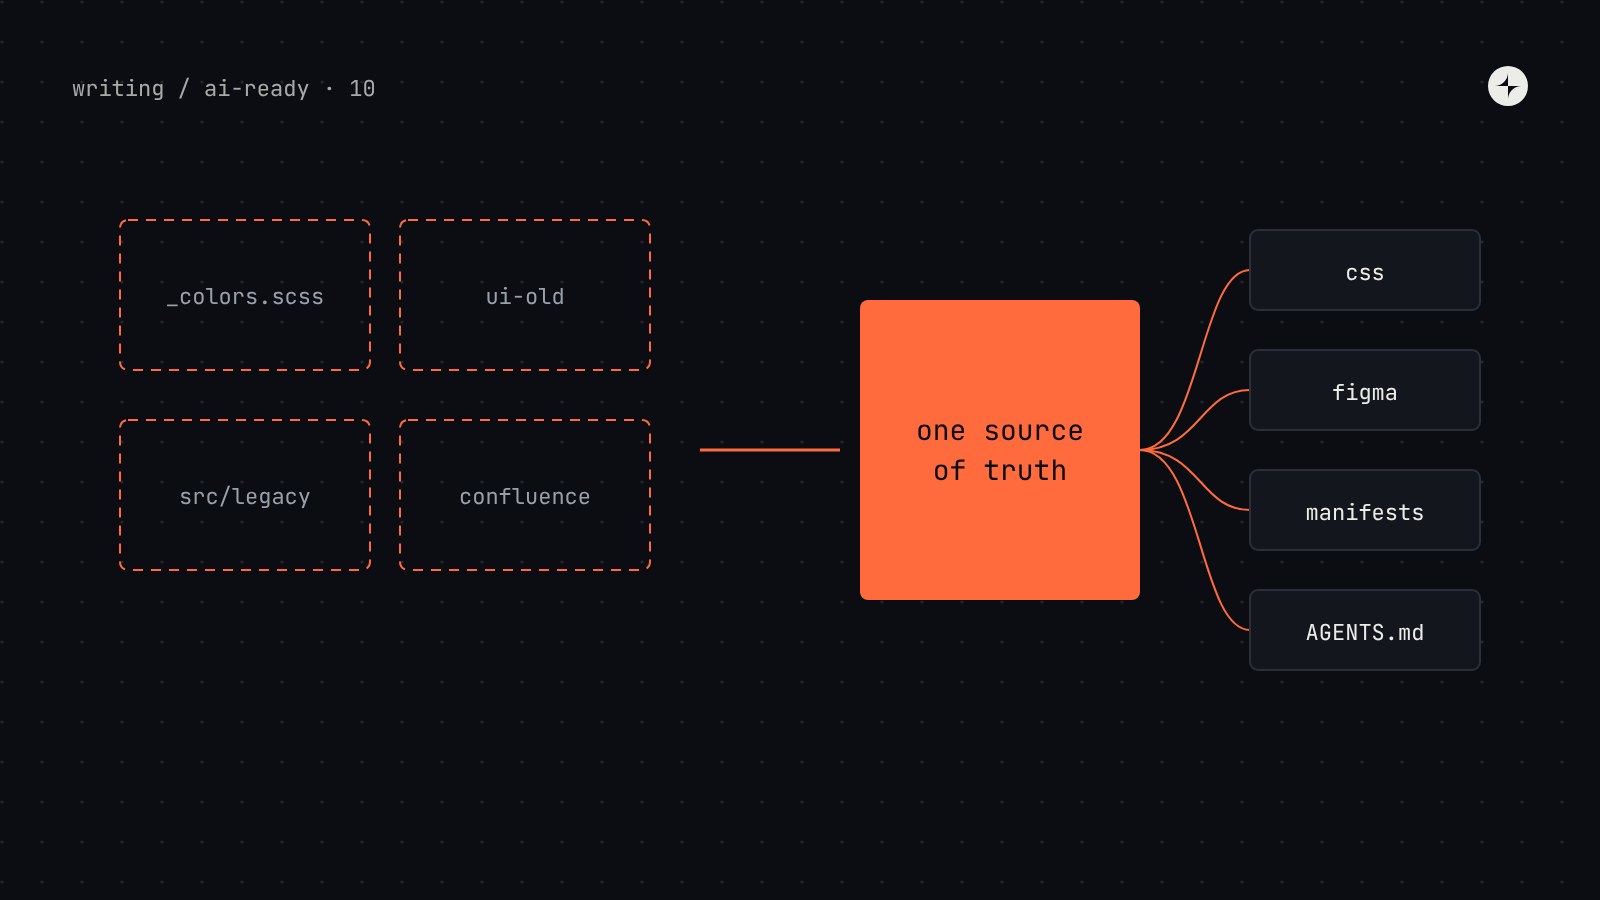 writing / ai-ready · 10
_colors.scss
ui-old
src/legacy
confluence
one source
of truth
css
figma
manifests
AGENTS.md